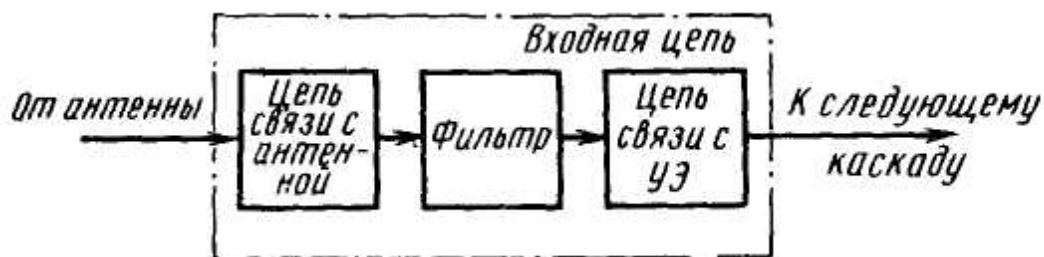 Входная цепь
От антенны
Цепь
связи с
антен-
ной
Фильтр
Цепь
связи с
УЭ
К следующему
каскаду